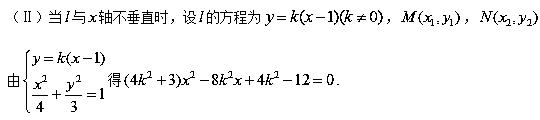 (Ⅱ)当l与x轴不垂直时，设l的方程为 y=k(x−1)(k≠0)，M(x₁,y₁)，N(x₂,y₂)
由{y=k(x−1) x²/4+y²/3=1 得(4k²+3)x²−8k²x+4k²−12=0.